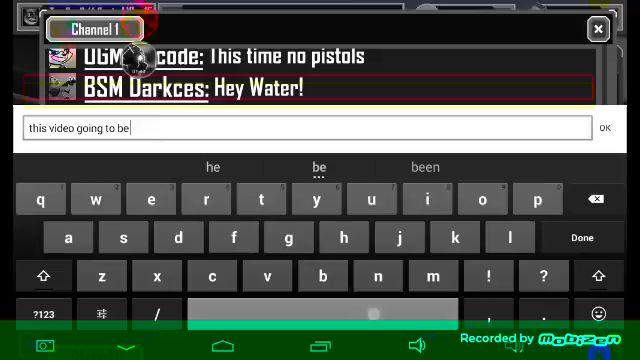 Channel 1
OGM code: This time no pistols
BSM Darkces: Hey Water!
this video going to be
OK
he be been
q w e r t y u i o p
a s d f g h j k l Done
z x c v b n m ! ?
?123 / , .
Recorded by Mobizen